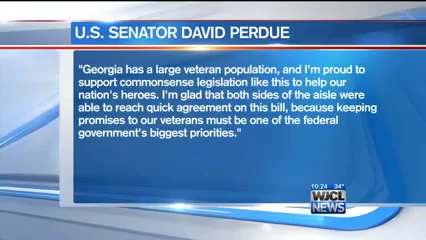 U.S. SENATOR DAVID PERDUE
"Georgia has a large veteran population, and I'm proud to
support commonsense legislation like this to help our
nation's heroes. I'm glad that both sides of the aisle were
able to reach quick agreement on this bill, because keeping
promises to our veterans must be one of the federal
government's biggest priorities."
10:24 34°
WJCL
NEWS